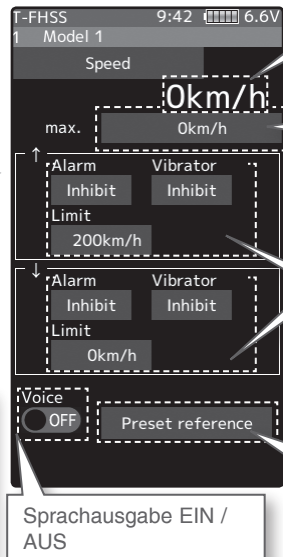 T-FHSS 9:42 6.6V
1 Model 1
Speed
0km/h
max. 0km/h
↑
Alarm Vibrator
Inhibit Inhibit
Limit
200km/h
↓
Alarm Vibrator
Inhibit Inhibit
Limit
0km/h
Voice
OFF Preset reference
Sprachausgabe EIN /
AUS